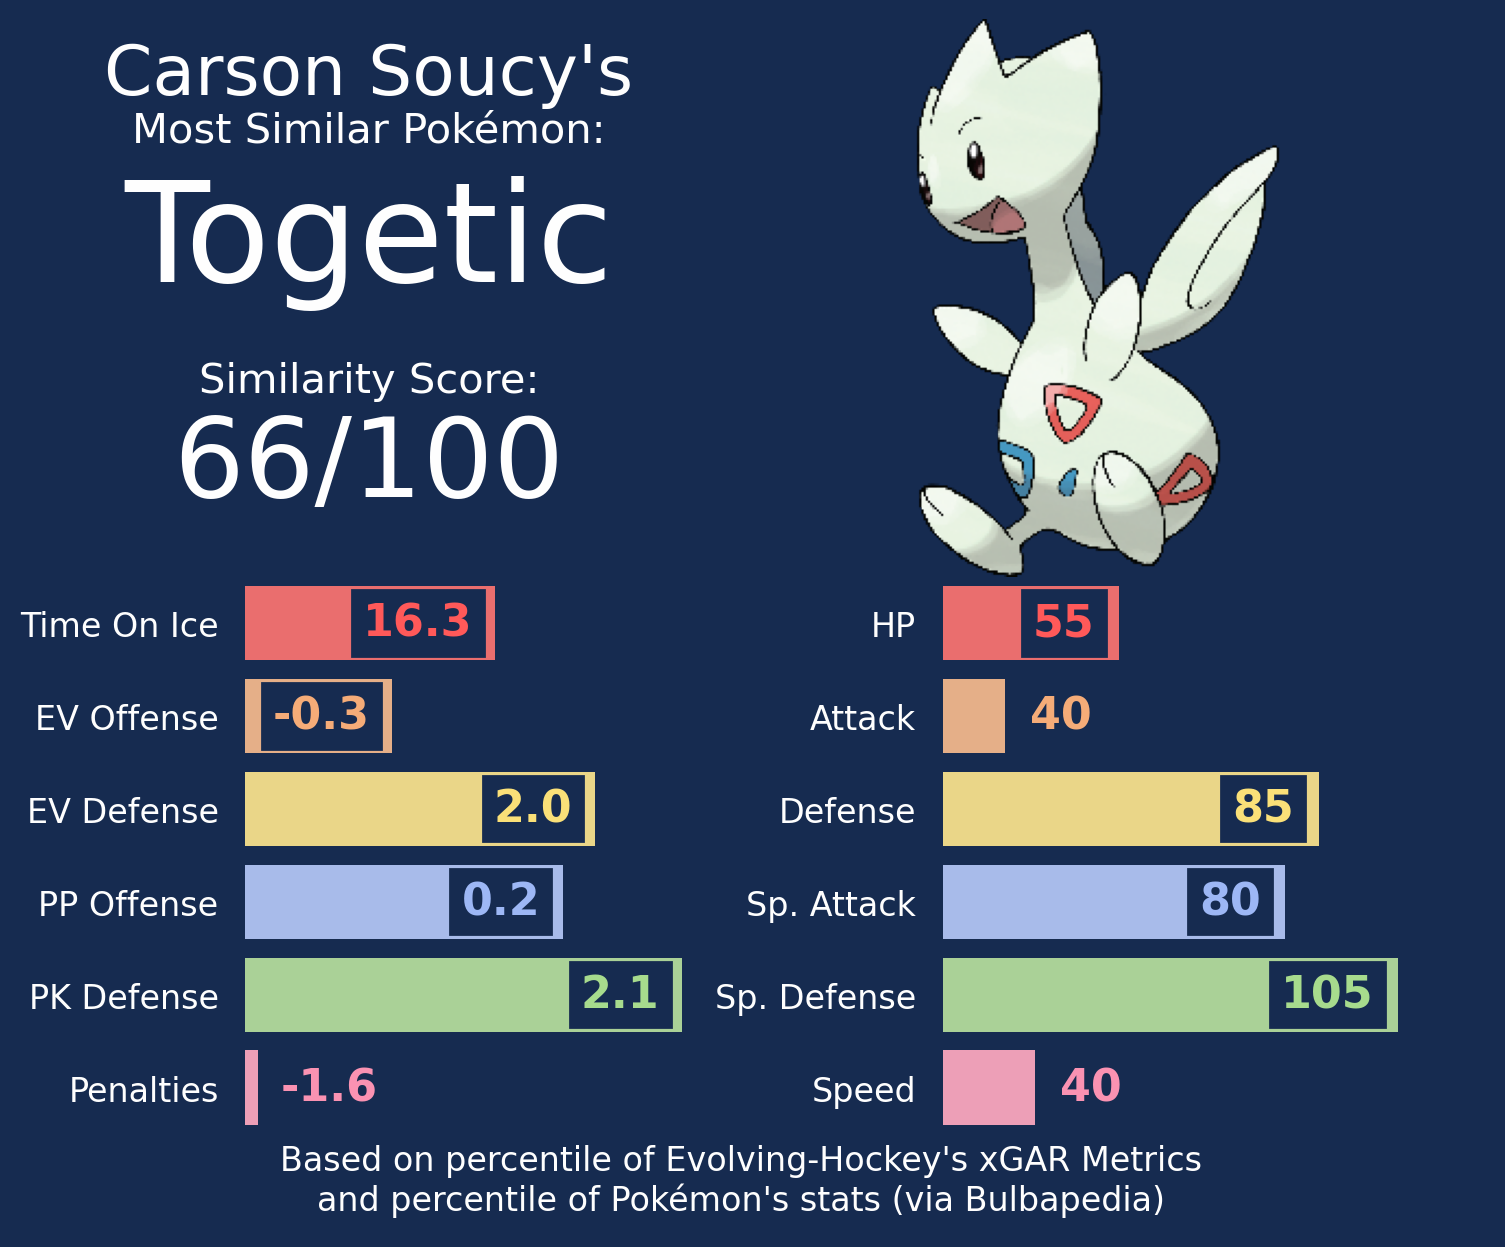 Carson Soucy's
Most Similar Pokémon:
Togetic
Similarity Score:
66/100
Time On Ice 16.3
EV Offense -0.3
EV Defense 2.0
PP Offense 0.2
PK Defense 2.1
Penalties -1.6
HP 55
Attack 40
Defense 85
Sp. Attack 80
Sp. Defense 105
Speed 40
Based on percentile of Evolving-Hockey's xGAR Metrics
and percentile of Pokémon's stats (via Bulbapedia)